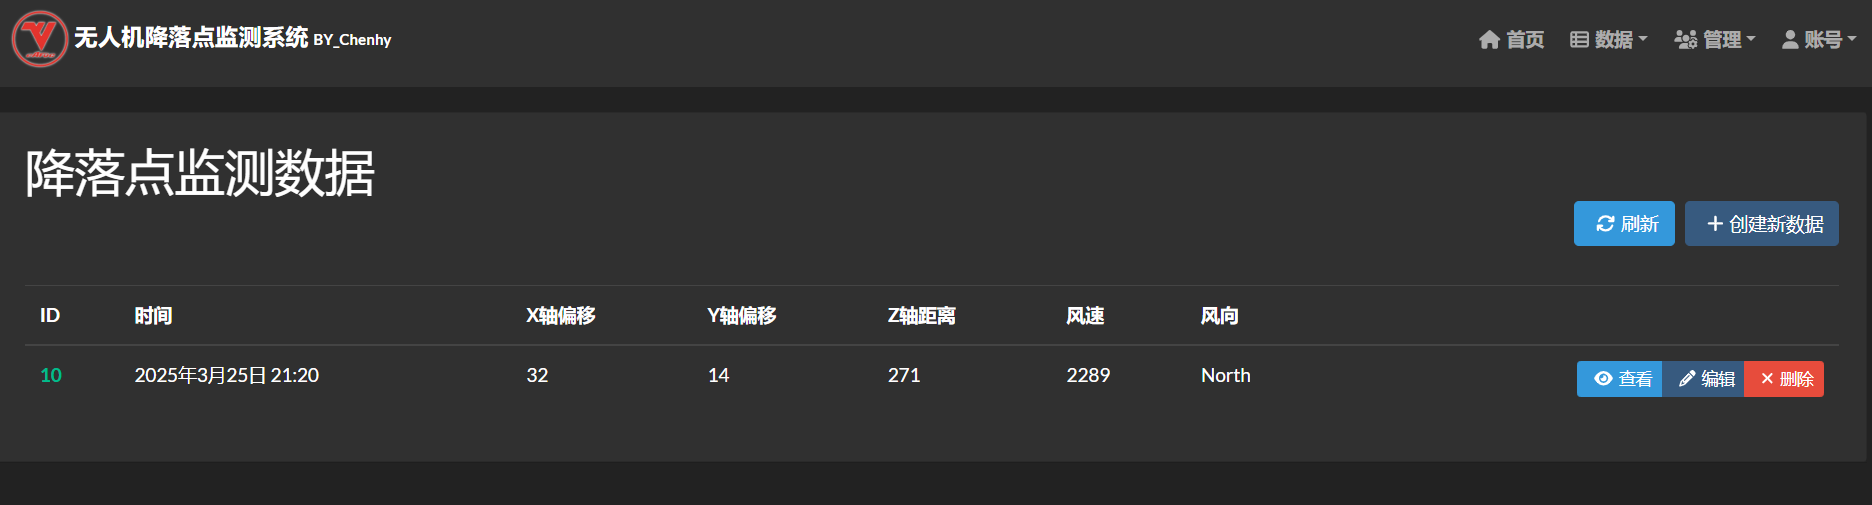 无人机降落点监测系统 BY_Chenhy
首页 数据 管理 账号
降落点监测数据
刷新 创建新数据
ID 时间 X轴偏移 Y轴偏移 Z轴距离 风速 风向
10 2025年3月25日 21:20 32 14 271 2289 North 查看 编辑 删除